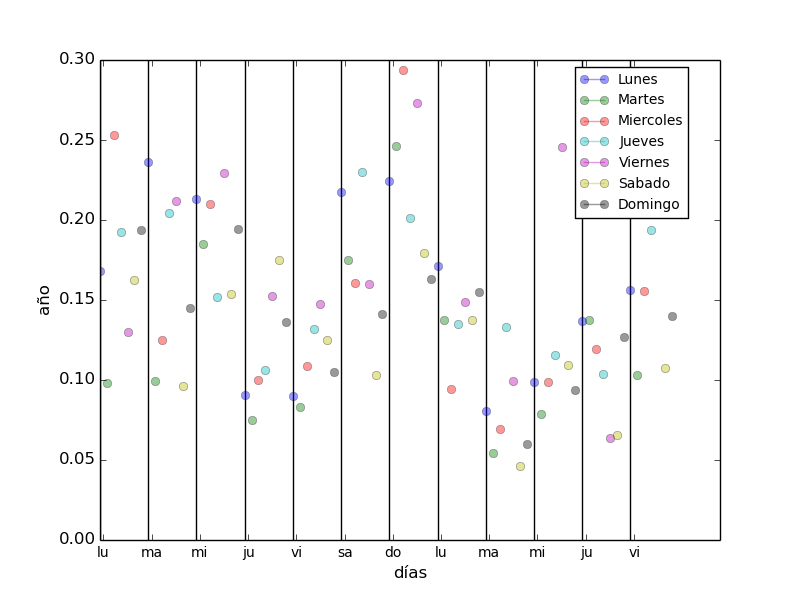 0.30
0.25
0.20
0.15
0.10
0.05
0.00
año
Lunes
Martes
Miercoles
Jueves
Viernes
Sabado
Domingo
lu ma mi ju vi sa do lu ma mi ju vi
días